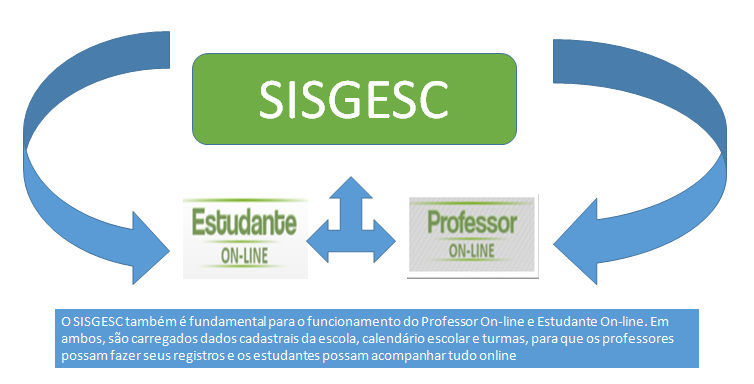 SISGESC
Estudante
ON-LINE
Professor
ON-LINE
O SISGESC também é fundamental para o funcionamento do Professor On-line e Estudante On-line. Em
ambos, são carregados dados cadastrais da escola, calendário escolar e turmas, para que os professores
possam fazer seus registros e os estudantes possam acompanhar tudo online